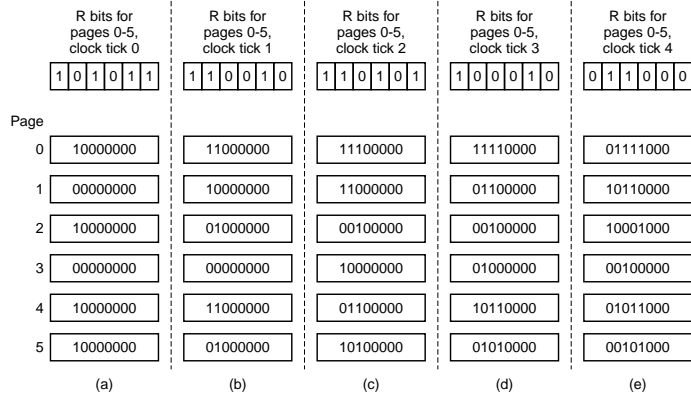 R bits for R bits for R bits for R bits for R bits for
pages 0-5, pages 0-5, pages 0-5, pages 0-5, pages 0-5,
clock tick 0 clock tick 1 clock tick 2 clock tick 3 clock tick 4
1 0 1 0 1 1 1 1 0 0 1 0 1 1 0 1 0 1 1 0 0 0 1 0 0 1 1 0 0 0
Page
0 10000000 11000000 11100000 11110000 01111000
1 00000000 10000000 11000000 01100000 10110000
2 10000000 01000000 00100000 00100000 10001000
3 00000000 00000000 10000000 01000000 00100000
4 10000000 11000000 01100000 10110000 01011000
5 10000000 01000000 10100000 01010000 00101000
(a) (b) (c) (d) (e)